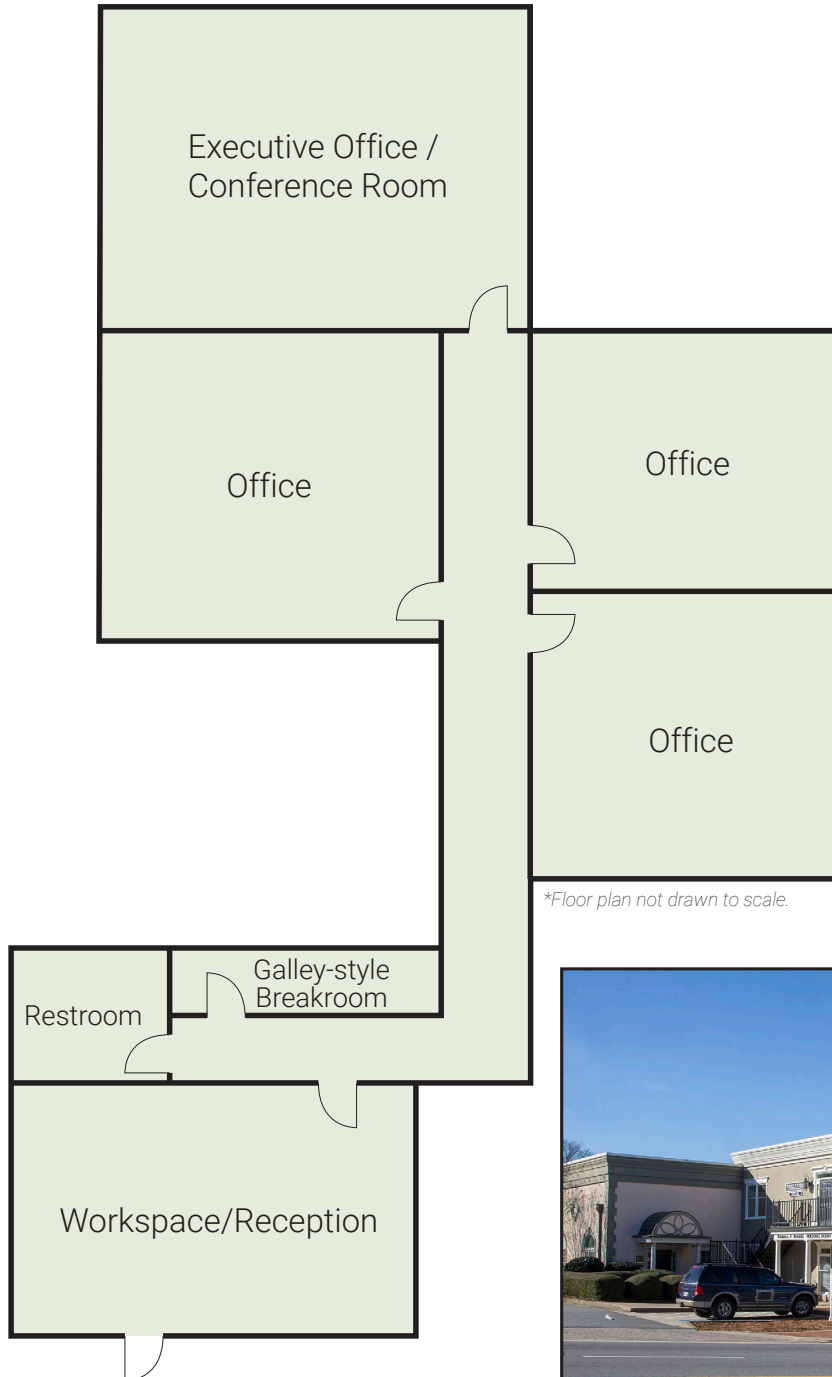 Executive Office /
Conference Room
Office
Office
Office
*Floor plan not drawn to scale.
Galley-style
Breakroom
Restroom
Workspace/Reception